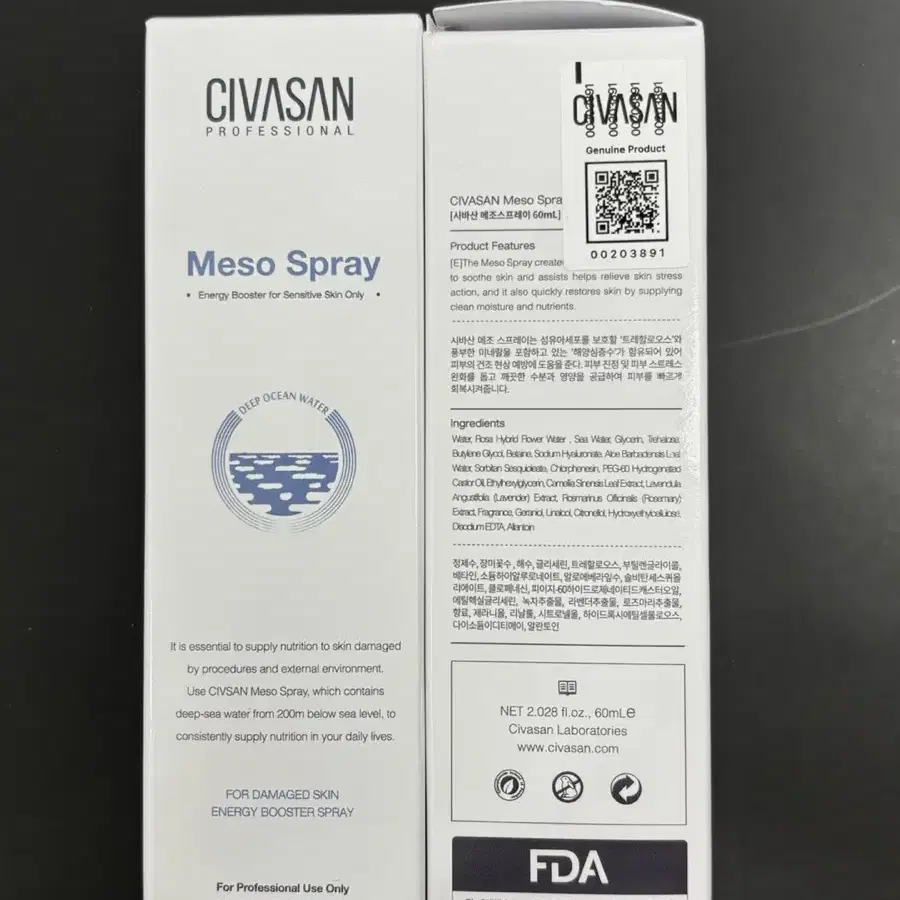 CIVASAN
PROFESSIONAL
Meso Spray
• Energy Booster for Sensitive Skin Only •
DEEP OCEAN WATER
It is essential to supply nutrition to skin damaged
by procedures and external environment.
Use CIVSAN Meso Spray, which contains
deep-sea water from 200m below sea level, to
consistently supply nutrition in your daily lives.
FOR DAMAGED SKIN
ENERGY BOOSTER SPRAY
For Professional Use Only
CIVASAN
00203891
00203891
00203891
00203891
Genuine Product
00203891
CIVASAN Meso Spra
[시바산 메조스프레이 60mL]
Product Features
[E]The Meso Spray create
to soothe skin and assists helps relieve skin stress
action, and it also quickly restores skin by supplying
clean moisture and nutrients.
시바산 메조 스프레이는 섬유아세포를 보호할 '트레할로오스'와
풍부한 미네랄을 포함하고 있는 '해양심층수'가 함유되어 있어
피부의 건조 현상 예방에 도움을 준다. 피부 진정 및 피부 스트레스
완화를 돕고 깨끗한 수분과 영양을 공급하여 피부를 빠르게
회복시켜줍니다.
Ingredients
Water, Rosa Hybrid Flower Water , Sea Water, Glycerin, Trehalose,
Butylene Glycol, Betaine, Sodium Hyaluronate, Aloe Barbadensis Leaf
Water, Sorbitan Sesquioleate, Chlorphenesin, PEG-60 Hydrogenated
Castor Oil, Ethylhexylglycerin, Camellia Sinensis Leaf Extract, Lavendula
Angustifolia (Lavender) Extract, Rosmarinus Officinalis (Rosemary)
Extract, Fragrance, Geraniol, Linalool, Citronellol, Hydroxyethylcellulose,
Disodium EDTA, Allantoin
정제수, 장미꽃수, 해수, 글리세린, 트레할로오스, 부틸렌글라이콜,
베타인, 소듐하이알루로네이트, 알로에베라잎수, 솔비탄세스퀴올
리에이트, 클로페네신, 피이지-60하이드로제네이티드캐스터오일,
에틸헥실글리세린, 녹차추출물, 라벤더추출물, 로즈마리추출물,
향료, 제라니올, 리날룰, 시트로넬올, 하이드록시에틸셀룰로오스,
다이소듐이디티에이, 알란토인
NET 2.028 fl.oz., 60mLe
Civasan Laboratories
www.civasan.com
FDA